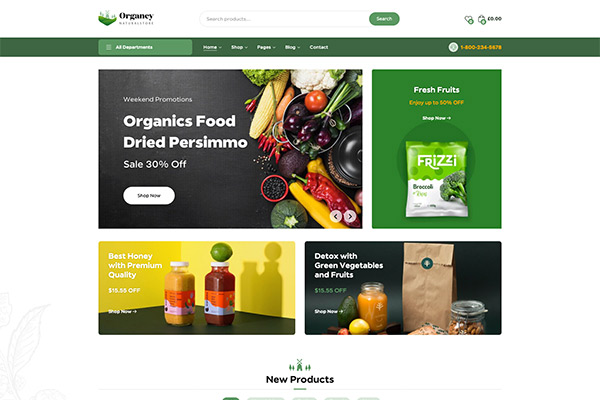 Organcy
NATURALSTORE
Search products...
Search
0
0
£0.00
All Departments
Home
Shop
Pages
Blog
Contact
1-800-234-5678
Weekend Promotions
Organics Food
Dried Persimmo
Sale 30% Off
Shop Now
Fresh Fruits
Enjoy up to 50% OFF
Shop Now →
FRiZZi
Broccoli
Best Honey
with Premium
Quality
$15.55 OFF
Shop Now →
Detox with
Green Vegetables
and Fruits
$15.55 OFF
Shop Now →
New Products